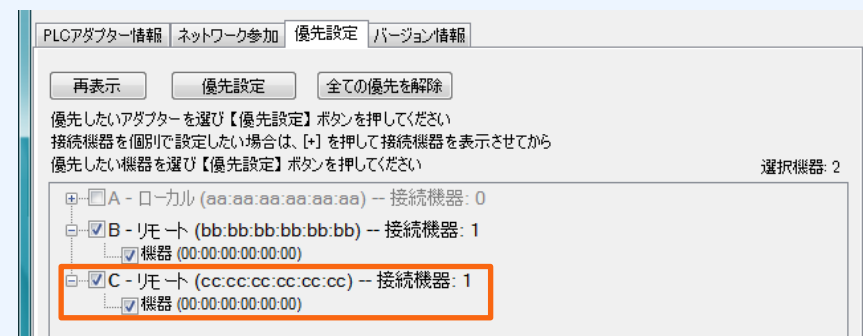 PLCアダプター情報 ネットワーク参加 優先設定 バージョン情報
再表示 優先設定 全ての優先を解除
優先したいアダプターを選び【優先設定】ボタンを押してください
接続機器を個別で設定したい場合は、[+] を押して接続機器を表示させてから
優先したい機器を選び【優先設定】ボタンを押してください
選択機器: 2
A - ローカル (aa:aa:aa:aa:aa:aa) -- 接続機器: 0
B - リモート (bb:bb:bb:bb:bb:bb) -- 接続機器: 1
機器 (00:00:00:00:00:00)
C - リモート (cc:cc:cc:cc:cc:cc) -- 接続機器: 1
機器 (00:00:00:00:00:00)